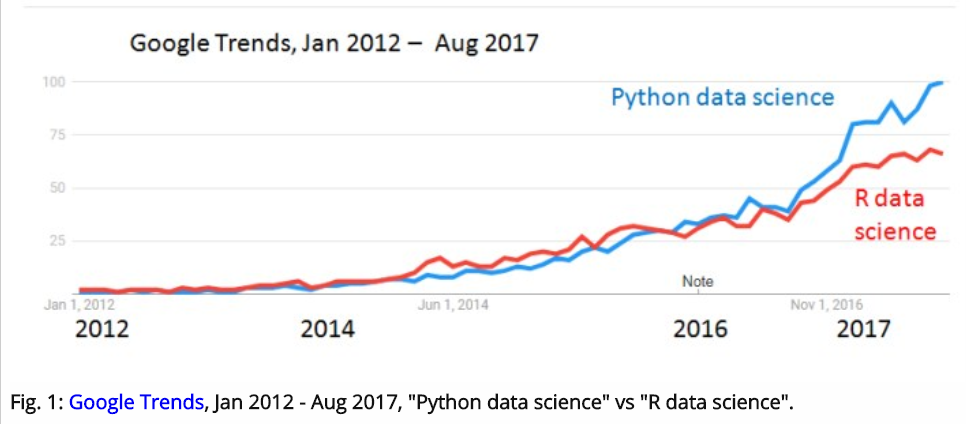 Google Trends, Jan 2012 – Aug 2017
100
Python data science
75
50
R data
science
25
Note
Jan 1, 2012
Jun 1, 2014
Nov 1, 2016
2012
2014
2016
2017
Fig. 1: Google Trends, Jan 2012 - Aug 2017, "Python data science" vs "R data science".